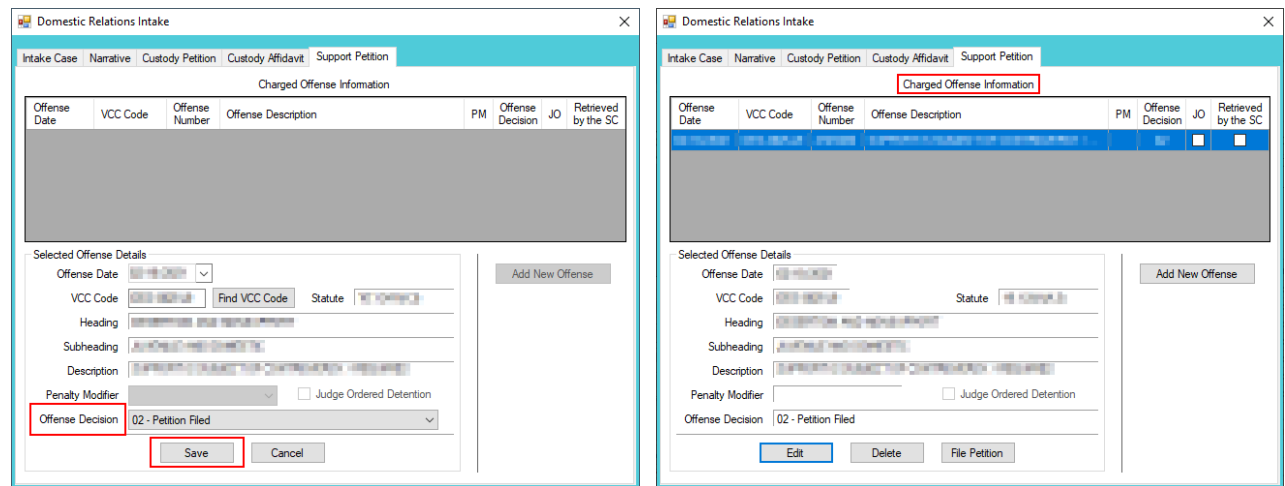 Domestic Relations Intake
Intake Case Narrative Custody Petition Custody Affidavit Support Petition
Charged Offense Information
Offense Date VCC Code Offense Number Offense Description PM Offense Decision JO Retrieved by the SC
Selected Offense Details
Offense Date
Add New Offense
VCC Code Find VCC Code Statute
Heading
Subheading
Description
Penalty Modifier Judge Ordered Detention
Offense Decision 02 - Petition Filed
Save Cancel
Domestic Relations Intake
Intake Case Narrative Custody Petition Custody Affidavit Support Petition
Charged Offense Information
Offense Date VCC Code Offense Number Offense Description PM Offense Decision JO Retrieved by the SC
Selected Offense Details
Offense Date
Add New Offense
VCC Code Statute
Heading
Subheading
Description
Penalty Modifier Judge Ordered Detention
Offense Decision 02 - Petition Filed
Edit Delete File Petition